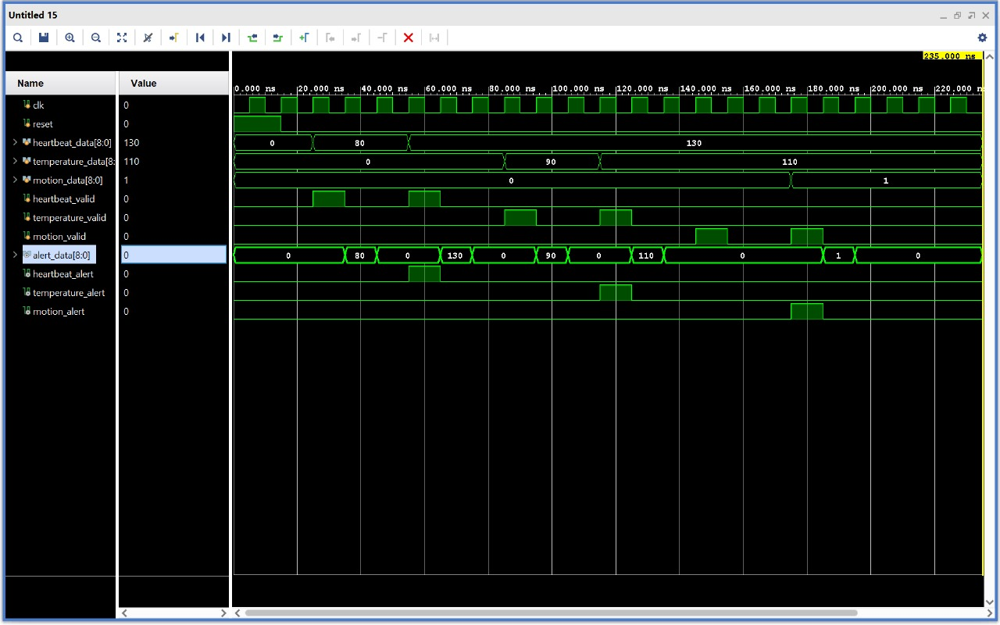 Untitled 15
235.000 ns
Name Value
0.000 ns 20.000 ns 40.000 ns 60.000 ns 80.000 ns 100.000 ns 120.000 ns 140.000 ns 160.000 ns 180.000 ns 200.000 ns 220.000 n
clk 0
reset 0
heartbeat_data[8:0] 130 0 80 130
temperature_data[8: 110 0 90 110
motion_data[8:0] 1 0 1
heartbeat_valid 0
temperature_valid 0
motion_valid 0
alert_data[8:0] 0 0 80 0 130 0 90 0 110 0 1 0
heartbeat_alert 0
temperature_alert 0
motion_alert 0